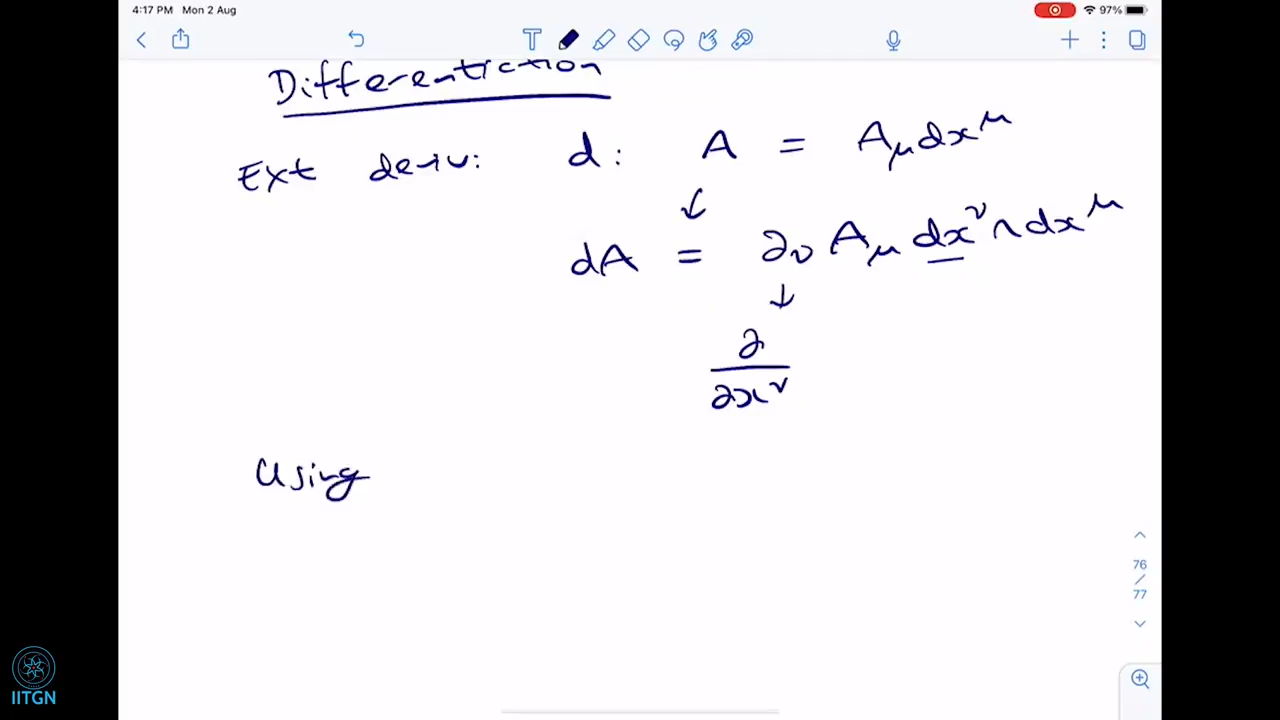 4:17 PM Mon 2 Aug
97%
Differentiction
Ext deriv: d: A = A_μ dx^μ
↓
dA = ∂_ν A_μ dx^ν ∧ dx^μ
↓
∂
∂x^ν
Using
76
/
77
IITGN